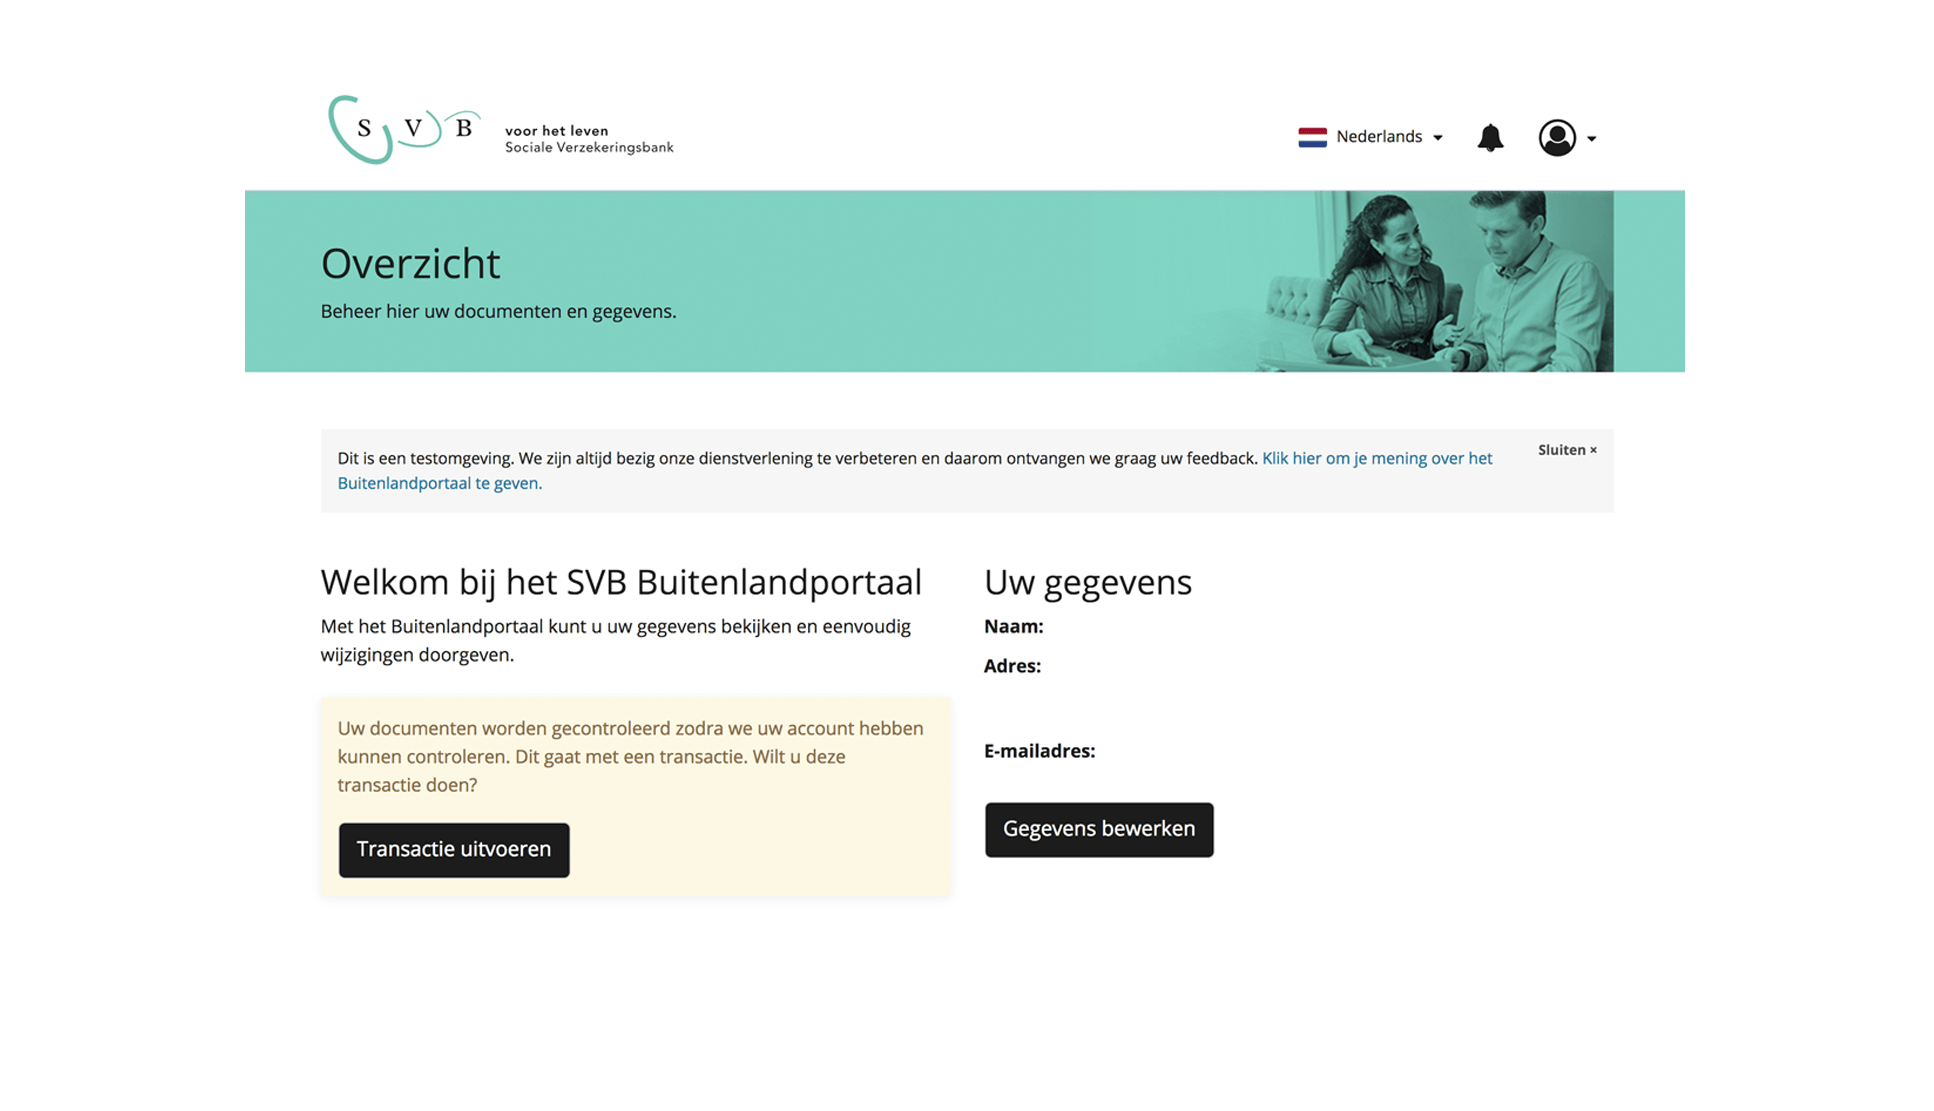 S V B
voor het leven
Sociale Verzekeringsbank
Nederlands
Overzicht
Beheer hier uw documenten en gegevens.
Dit is een testomgeving. We zijn altijd bezig onze dienstverlening te verbeteren en daarom ontvangen we graag uw feedback. Klik hier om je mening over het
Buitenlandportaal te geven.
Sluiten ×
Welkom bij het SVB Buitenlandportaal
Met het Buitenlandportaal kunt u uw gegevens bekijken en eenvoudig
wijzigingen doorgeven.
Uw documenten worden gecontroleerd zodra we uw account hebben
kunnen controleren. Dit gaat met een transactie. Wilt u deze
transactie doen?
Transactie uitvoeren
Uw gegevens
Naam:
Adres:
E-mailadres:
Gegevens bewerken